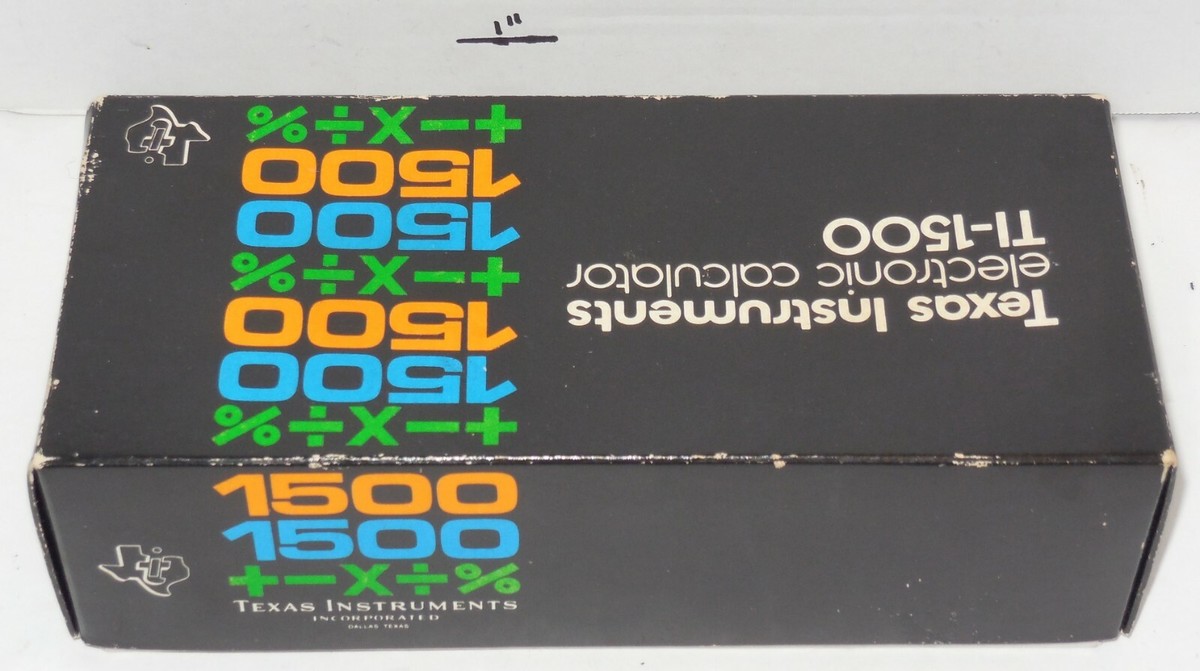 1"
Texas Instruments
electronic calculator
TI-1500
+−X÷%
1500
1500
+−X÷%
1500
1500
+−X÷%
1500
1500
+−X÷%
TEXAS INSTRUMENTS
INCORPORATED
DALLAS TEXAS